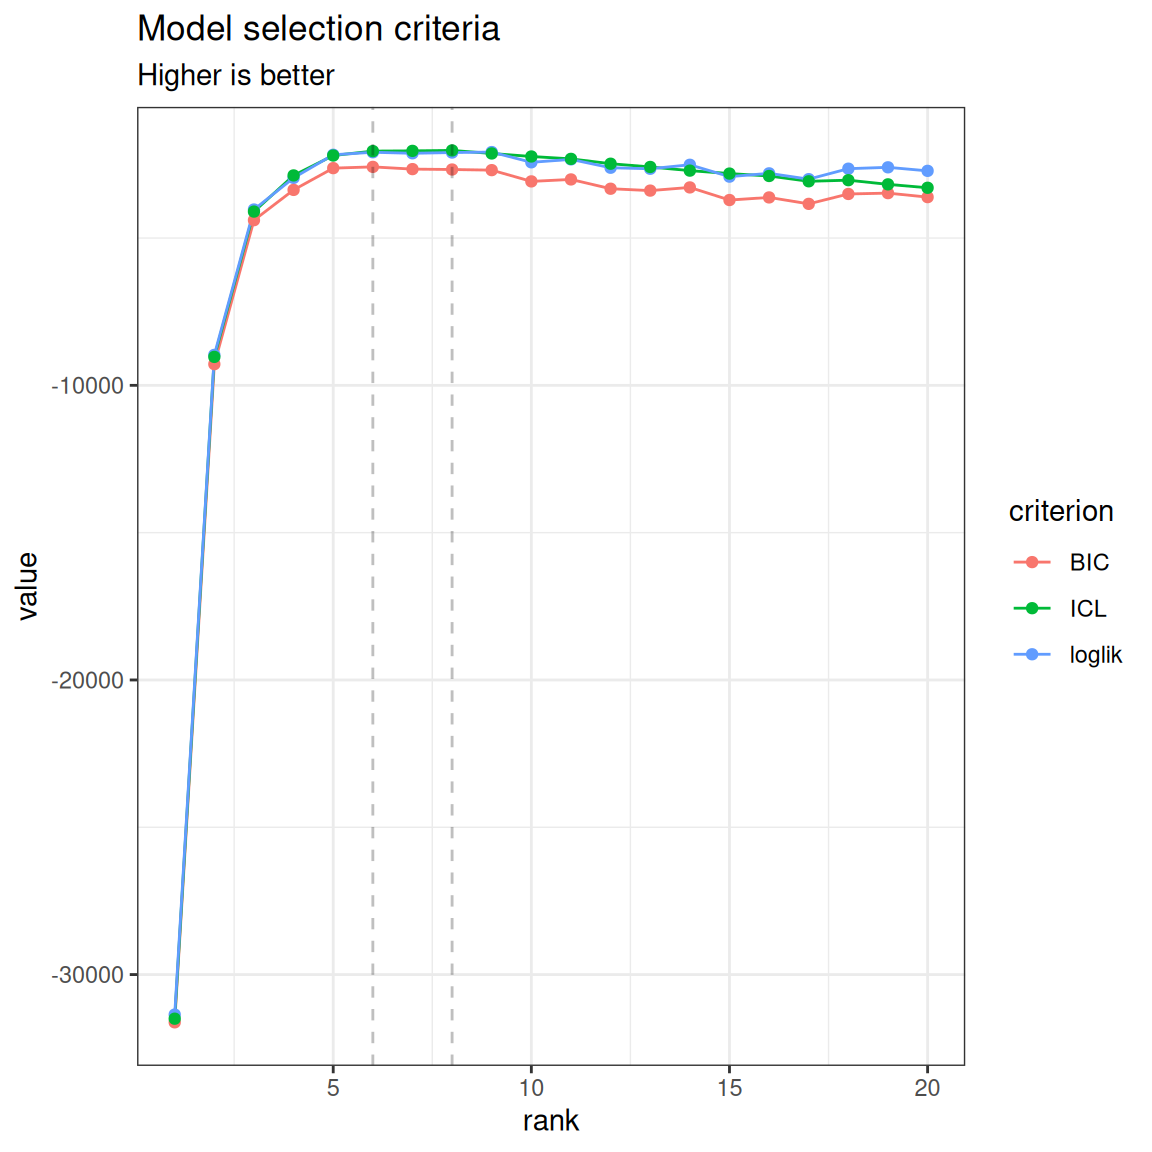 Model selection criteria
Higher is better
-10000
-20000
-30000
value
5
10
15
20
rank
criterion
BIC
ICL
loglik